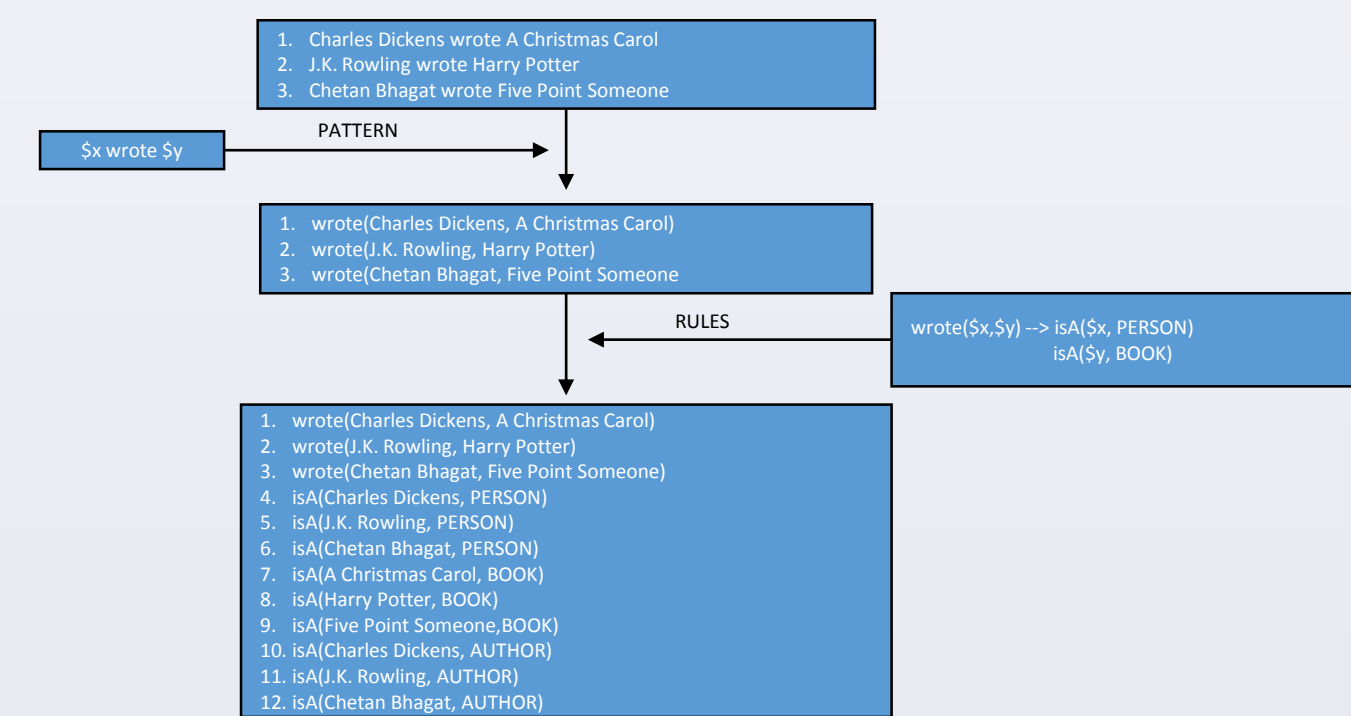 1. Charles Dickens wrote A Christmas Carol
2. J.K. Rowling wrote Harry Potter
3. Chetan Bhagat wrote Five Point Someone
PATTERN
$x wrote $y
1. wrote(Charles Dickens, A Christmas Carol)
2. wrote(J.K. Rowling, Harry Potter)
3. wrote(Chetan Bhagat, Five Point Someone
RULES
wrote($x,$y) --> isA($x, PERSON)
isA($y, BOOK)
1. wrote(Charles Dickens, A Christmas Carol)
2. wrote(J.K. Rowling, Harry Potter)
3. wrote(Chetan Bhagat, Five Point Someone)
4. isA(Charles Dickens, PERSON)
5. isA(J.K. Rowling, PERSON)
6. isA(Chetan Bhagat, PERSON)
7. isA(A Christmas Carol, BOOK)
8. isA(Harry Potter, BOOK)
9. isA(Five Point Someone,BOOK)
10. isA(Charles Dickens, AUTHOR)
11. isA(J.K. Rowling, AUTHOR)
12. isA(Chetan Bhagat, AUTHOR)